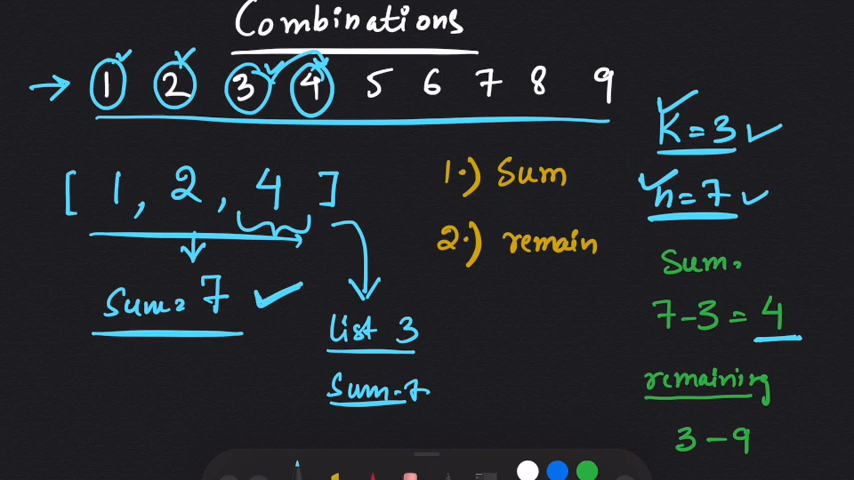 Combinations
→ 1 2 3 4 5 6 7 8 9
K = 3
n = 7
[ 1, 2, 4 ]
1.) Sum
2.) remain
Sum = 7
List 3
Sum = 7
Sum =
7-3 = 4
remaining
3 - 9